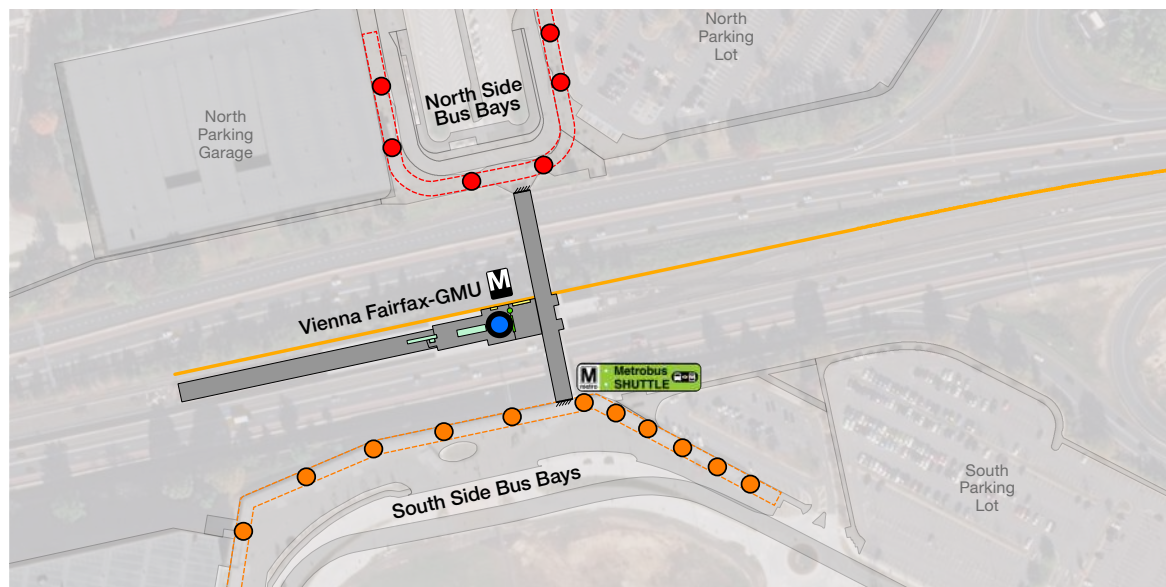 North
Parking
Lot
North Side
Bus Bays
North
Parking
Garage
Vienna Fairfax-GMU
M
M
metro
Metrobus
SHUTTLE
South Side Bus Bays
South
Parking
Lot